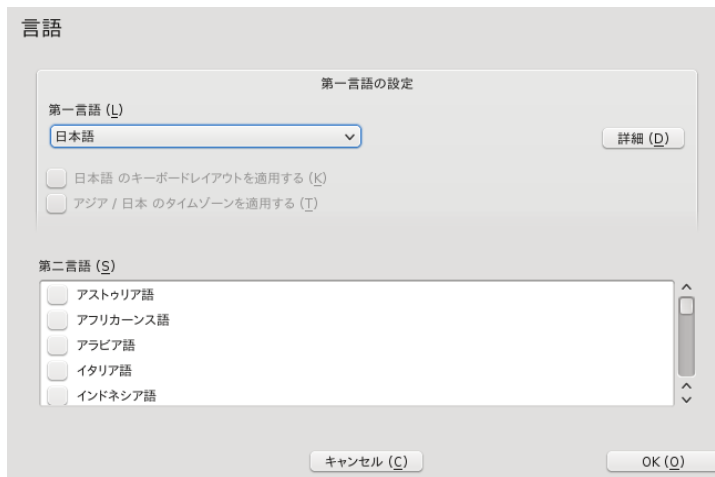 言語
第一言語の設定
第一言語 (L)
日本語
詳細 (D)
日本語 のキーボードレイアウトを適用する (K)
アジア / 日本 のタイムゾーンを適用する (T)
第二言語 (S)
アストゥリア語
アフリカーンス語
アラビア語
イタリア語
インドネシア語
キャンセル (C)
OK (O)